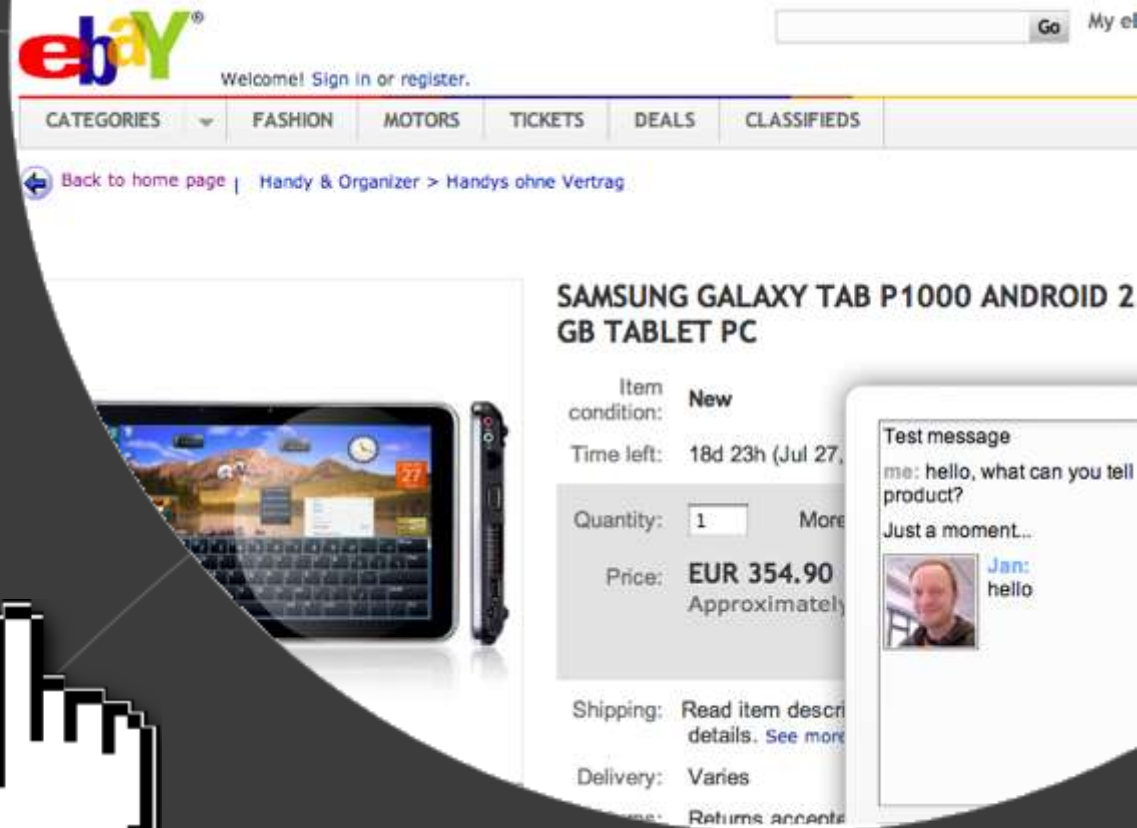 ebaY®
Go My eB
Welcome! Sign in or register.
CATEGORIES FASHION MOTORS TICKETS DEALS CLASSIFIEDS
Back to home page | Handy & Organizer > Handys ohne Vertrag
SAMSUNG GALAXY TAB P1000 ANDROID 2
GB TABLET PC
Item condition: New
Time left: 18d 23h (Jul 27,
27
Quantity: 1 More
Price: EUR 354.90
Approximately
Shipping: Read item descri
details. See more
Delivery: Varies
Returns accepte
Test message
me: hello, what can you tell
product?
Just a moment...
Jan:
hello